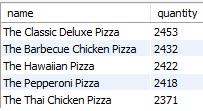 name quantity
The Classic Deluxe Pizza 2453
The Barbecue Chicken Pizza 2432
The Hawaiian Pizza 2422
The Pepperoni Pizza 2418
The Thai Chicken Pizza 2371